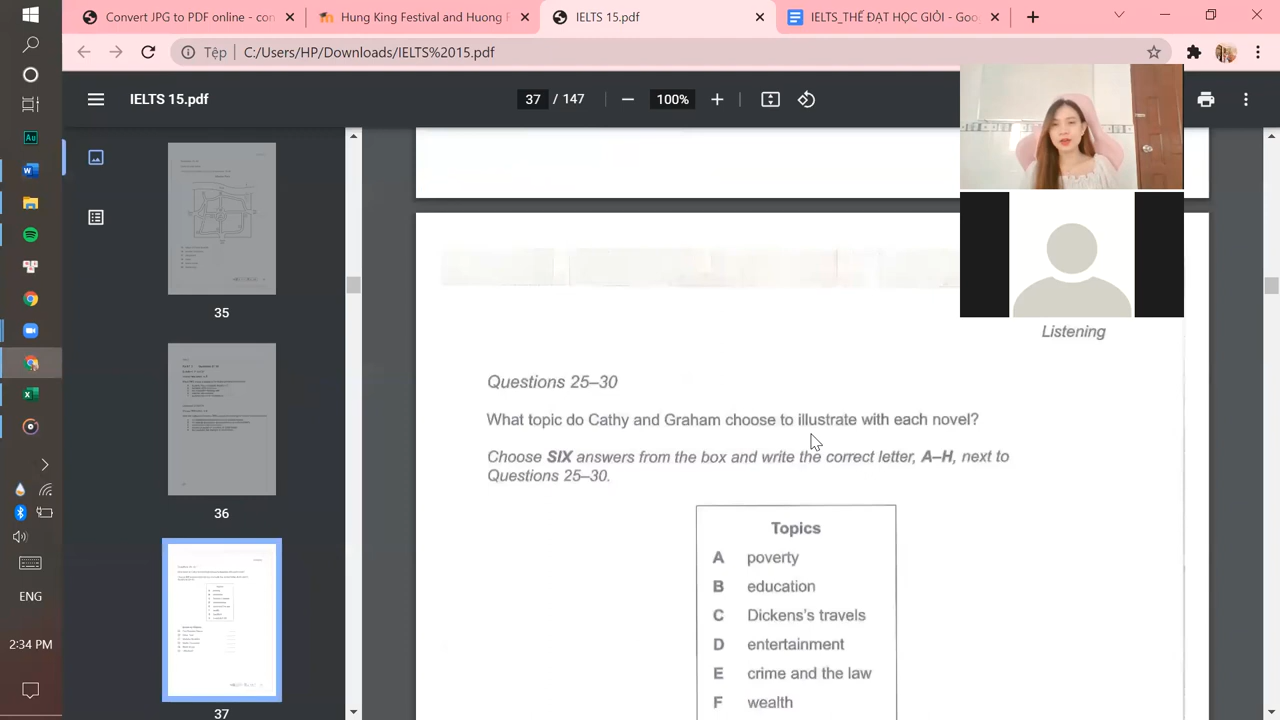 Convert JPG to PDF online - con
Hung King Festival and Huong F
IELTS 15.pdf
IELTS_THẾ ĐẠT HỌC GIỎI - Goo
Tệp
C:/Users/HP/Downloads/IELTS%2015.pdf
IELTS 15.pdf
37 / 147
100%
35
36
37
Listening
Questions 25–30
What topic do Cathy and Graham choose to illustrate with each novel?
Choose SIX answers from the box and write the correct letter, A–H, next to
Questions 25–30.
Topics
A poverty
B education
C Dickens's travels
D entertainment
E crime and the law
F wealth
ENG
2:34 PM